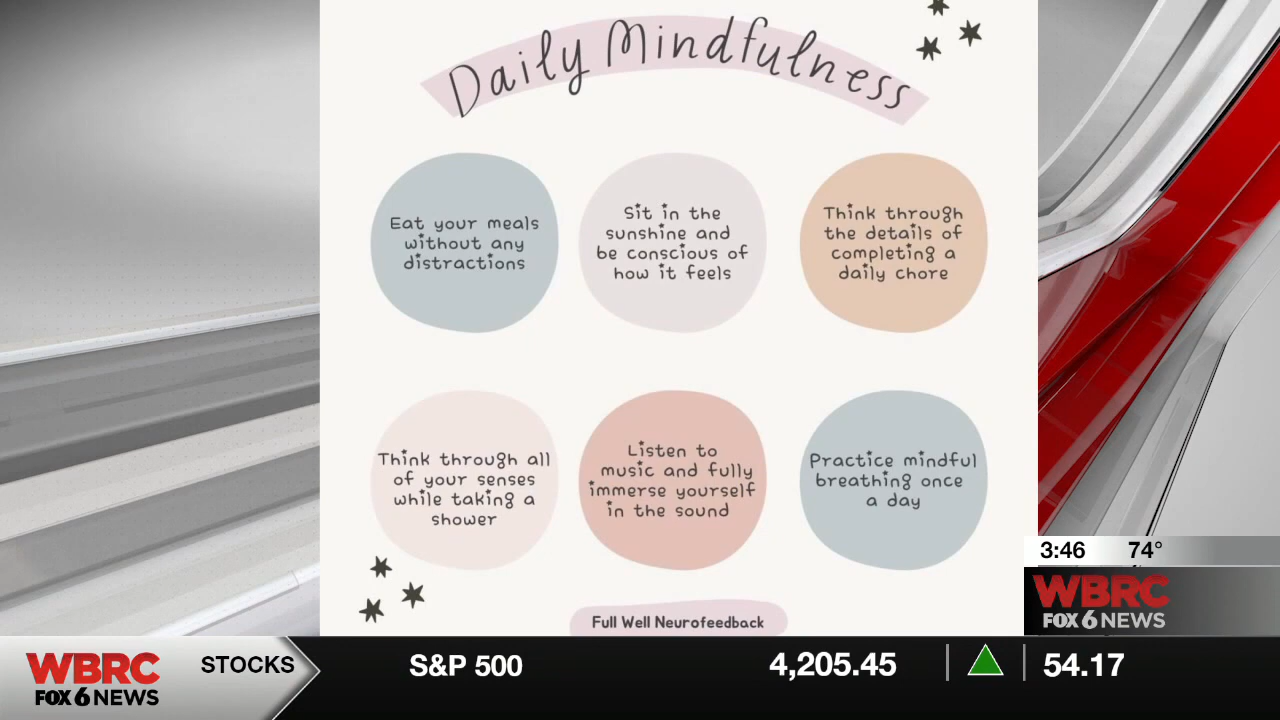 Daily Mindfulness
Eat your meals
without any
distractions
Sit in the
sunshine and
be conscious of
how it feels
Think through
the details of
completing a
daily chore
Think through all
of your senses
while taking a
shower
Listen to
music and fully
immerse yourself
in the sound
Practice mindful
breathing once
a day
Full Well Neurofeedback
3:46 74°
WBRC
FOX 6 NEWS
WBRC
FOX 6 NEWS
STOCKS S&P 500 4,205.45 54.17